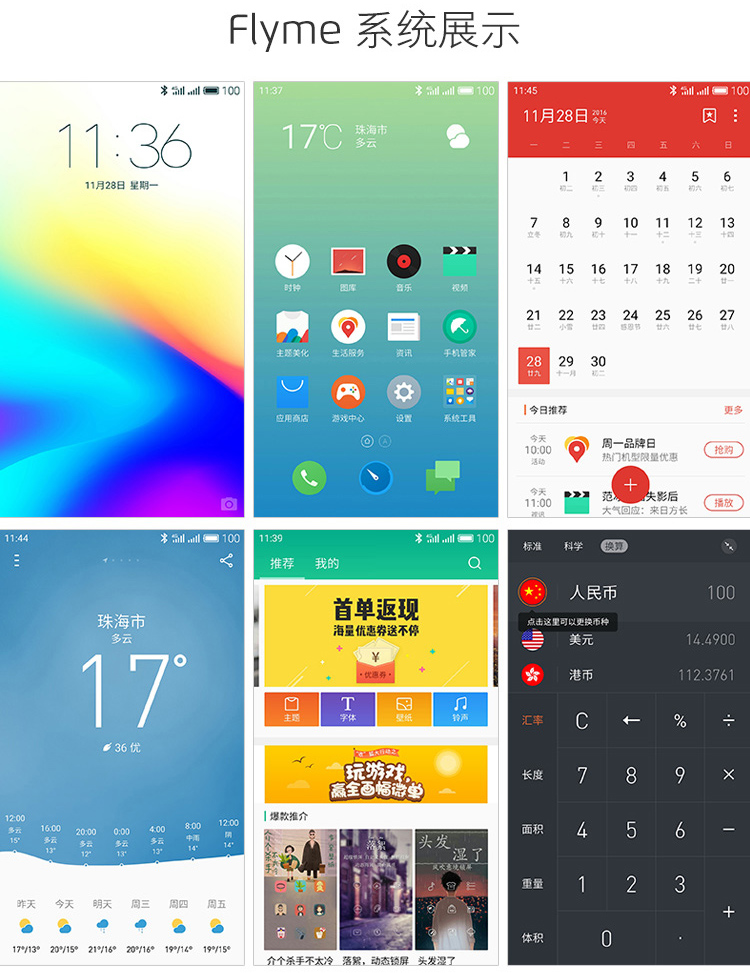 Flyme 系统展示
100
11:36
11月28日 星期一
11:37
100
17℃ 珠海市
多云
时钟 图库 音乐 视频
主题美化 生活服务 资讯 手机管家
应用商店 游戏中心 设置 系统工具
A
11:45
100
11月28日 2016
今天
一 二 三 四 五 六 日
1 2 3 4 5 6
初二 初三 初四 初五 初六 初七
7 8 9 10 11 12 13
立冬 初九 初十 十一 十二 十三 十四
14 15 16 17 18 19 20
十五 十六 十七 十八 十九 二十 廿一
21 22 23 24 25 26 27
廿二 小雪 廿四 感恩节 廿六 廿七 廿八
28 29 30
廿九 十一月 初二
今日推荐 更多
今天
10:00
活动
周一品牌日
热门机型限量优惠
抢购
今天
11:00
视讯
范 失影后
大气回应：来日方长
播放
11:44
100
珠海市
多云
17°
36 优
12:00 16:00 20:00 0:00 4:00 8:00 12:00
多云 多云 多云 多云 多云 中雨 阴
15° 13° 12° 13° 13° 14° 14°
昨天 今天 明天 周三 周四 周五
17°/13° 20°/15° 21°/16° 20°/16° 19°/14° 19°/15°
11:39
100
推荐 我的
首单返现
海量优惠券送不停
¥
优惠券
主题 字体 壁纸 铃声
玩游戏，
赢全画幅微单
爆款推介
落絮
头发
湿了
介个杀手不太冷 落絮，动态锁屏 头发湿了
标准 科学 换算
人民币 100
点击这里可以更换币种
美元 14.4900
港币 112.3761
汇率 C ← % ÷
长度 7 8 9 ×
面积 4 5 6 −
重量 1 2 3
+
体积 0 .